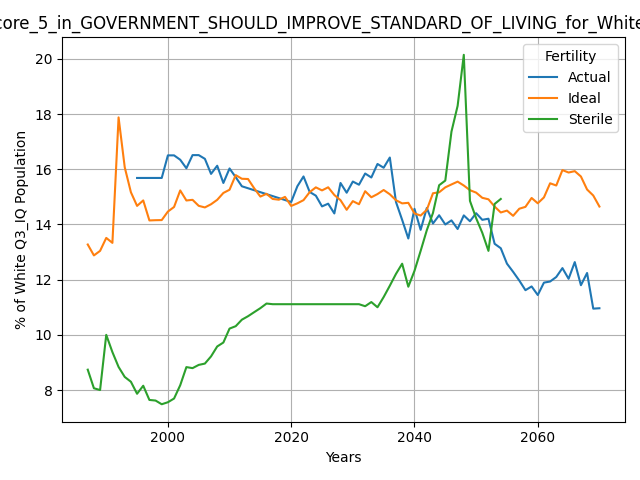 core_5_in_GOVERNMENT_SHOULD_IMPROVE_STANDARD_OF_LIVING_for_White
Fertility
Actual
Ideal
Sterile
% of White Q3_IQ Population
20
18
16
14
12
10
8
2000
2020
2040
2060
Years